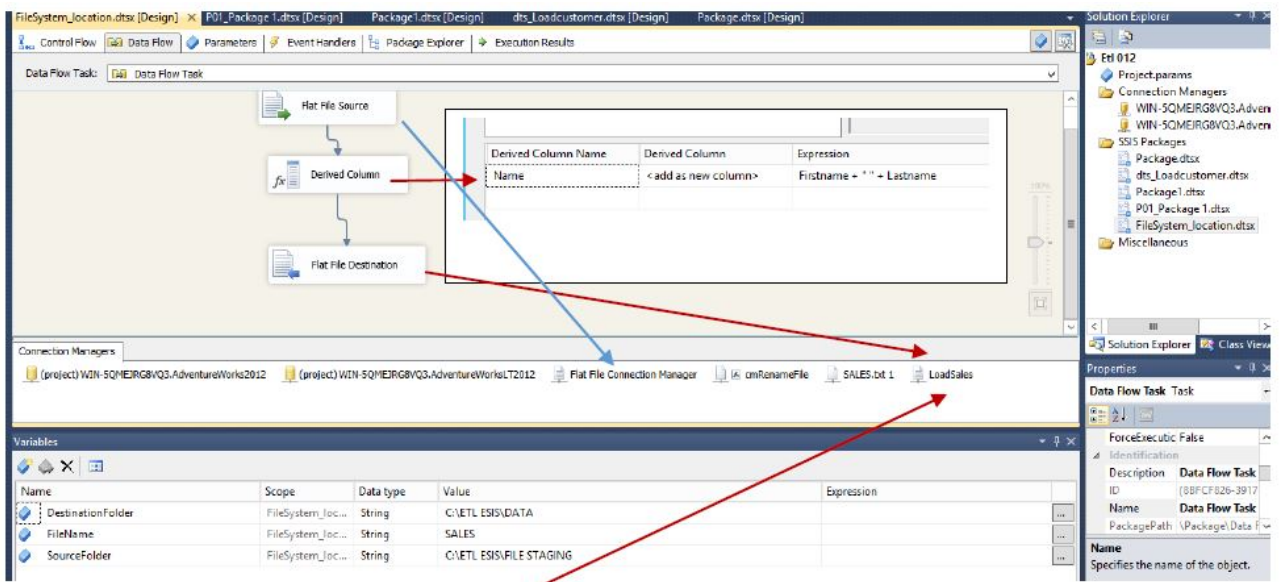 FileSystem_location.dtsx [Design] × P01_Package 1.dtsx [Design] Package1.dtsx [Design] dts_Loadcustomer.dtsx [Design] Package.dtsx [Design]
Control Flow Data Flow Parameters Event Handlers Package Explorer Execution Results
Data Flow Task: Data Flow Task
Flat File Source
Derived Column
Flat File Destination
Derived Column Name Derived Column Expression
Name <add as new column> Firstname + " " + Lastname
100%
Connection Managers
(project) WIN-5QMEJRG8VQ3.AdventureWorks2012 (project) WIN-5QMEJRG8VQ3.AdventureWorksLT2012 Flat File Connection Manager cmRenameFile SALES.txt 1 LoadSales
Variables
Name Scope Data type Value Expression
DestinationFolder FileSystem_loc... String C:\ETL ESIS\DATA ...
FileName FileSystem_loc... String SALES ...
SourceFolder FileSystem_loc... String C:\ETL ESIS\FILE STAGING ...
Solution Explorer
Etl 012
Project.params
Connection Managers
WIN-5QMEJRG8VQ3.Adven
WIN-5QMEJRG8VQ3.Adven
SSIS Packages
Package.dtsx
dts_Loadcustomer.dtsx
Package1.dtsx
P01_Package 1.dtsx
FileSystem_location.dtsx
Miscellaneous
Solution Explorer Class View
Properties
Data Flow Task Task
ForceExecutic False
Identification
Description Data Flow Task
ID {8BFCF826-3917
Name Data Flow Task
PackagePath \Package\Data F
Name
Specifies the name of the object.